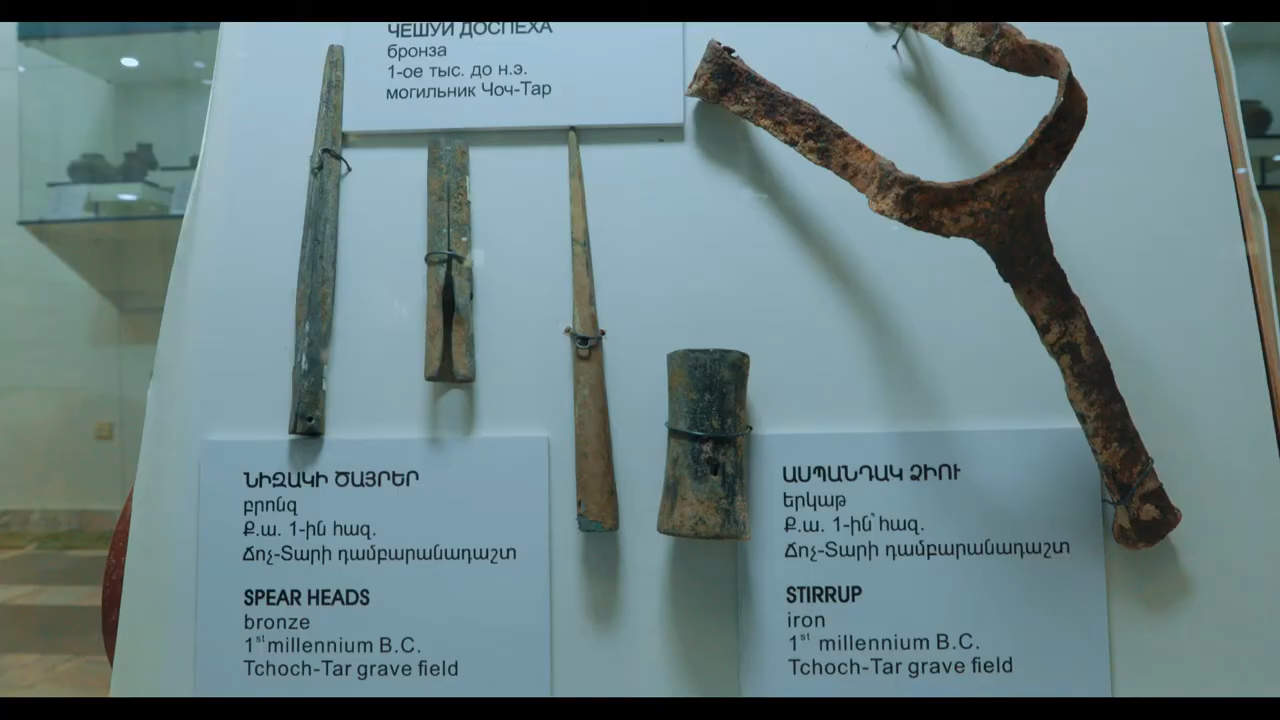 ЧЕШУИ ДОСПЕХА
бронза
1-ое тыс. до н.э.
могильник Чоч-Тар
ՆԻԶԱԿԻ ԾԱՅՐԵՐ
բրոնզ
Ք.ա. 1-ին հազ.
Ճոչ-Տարի դամբարանադաշտ
SPEAR HEADS
bronze
1st millennium B.C.
Tchoch-Tar grave field
ԱՍՊԱՆԴԱԿ ՁԻՈՒ
երկաթ
Ք.ա. 1-ին հազ.
Ճոչ-Տարի դամբարանադաշտ
STIRRUP
iron
1st millennium B.C.
Tchoch-Tar grave field